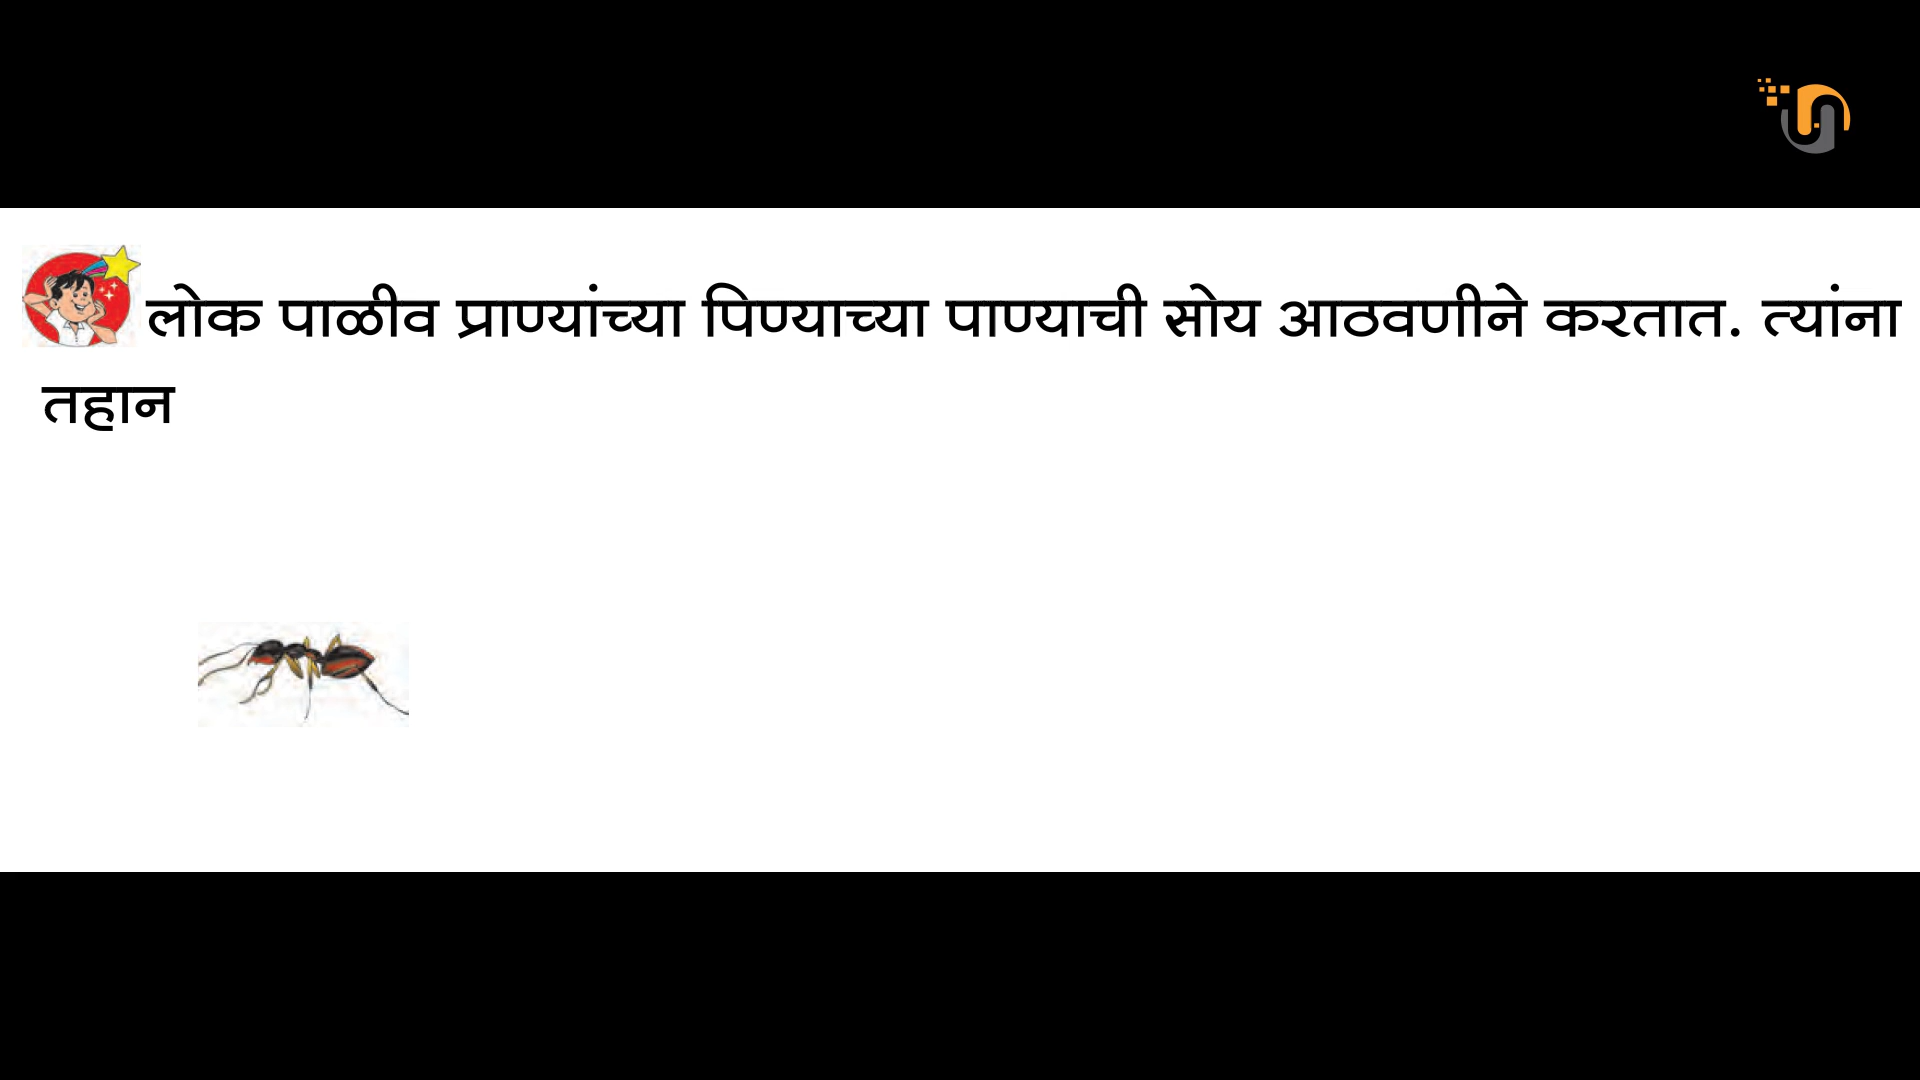 लोक पाळीव प्राण्यांच्या पिण्याच्या पाण्याची सोय आठवणीने करतात. त्यांना
तहान